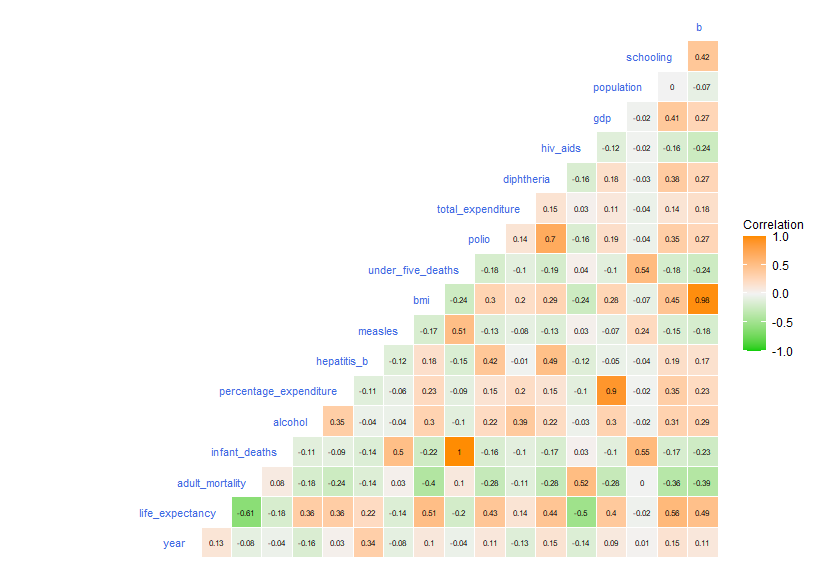 b
schooling 0.42
population 0 -0.07
gdp -0.02 0.41 0.27
hiv_aids -0.12 -0.02 -0.16 -0.24
diphtheria -0.16 0.18 -0.03 0.38 0.27
total_expenditure 0.15 0.03 0.11 -0.04 0.14 0.18
polio 0.14 0.7 -0.16 0.19 -0.04 0.35 0.27
under_five_deaths -0.18 -0.1 -0.19 0.04 -0.1 0.54 -0.18 -0.24
bmi -0.24 0.3 0.2 0.29 -0.24 0.28 -0.07 0.45 0.98
measles -0.17 0.51 -0.13 -0.08 -0.13 0.03 -0.07 0.24 -0.15 -0.18
hepatitis_b -0.12 0.18 -0.15 0.42 -0.01 0.49 -0.12 -0.05 -0.04 0.19 0.17
percentage_expenditure -0.11 -0.06 0.23 -0.09 0.15 0.2 0.15 -0.1 0.9 -0.02 0.35 0.23
alcohol 0.35 -0.04 -0.04 0.3 -0.1 0.22 0.39 0.22 -0.03 0.3 -0.02 0.31 0.29
infant_deaths -0.11 -0.09 -0.14 0.5 -0.22 1 -0.16 -0.1 -0.17 0.03 -0.1 0.55 -0.17 -0.23
adult_mortality 0.08 -0.18 -0.24 -0.14 0.03 -0.4 0.1 -0.28 -0.11 -0.28 0.52 -0.28 0 -0.36 -0.39
life_expectancy -0.61 -0.18 0.36 0.36 0.22 -0.14 0.51 -0.2 0.43 0.14 0.44 -0.5 0.4 -0.02 0.56 0.49
year 0.13 -0.08 -0.04 -0.16 0.03 0.34 -0.08 0.1 -0.04 0.11 -0.13 0.15 -0.14 0.09 0.01 0.15 0.11
Correlation
1.0
0.5
0.0
-0.5
-1.0